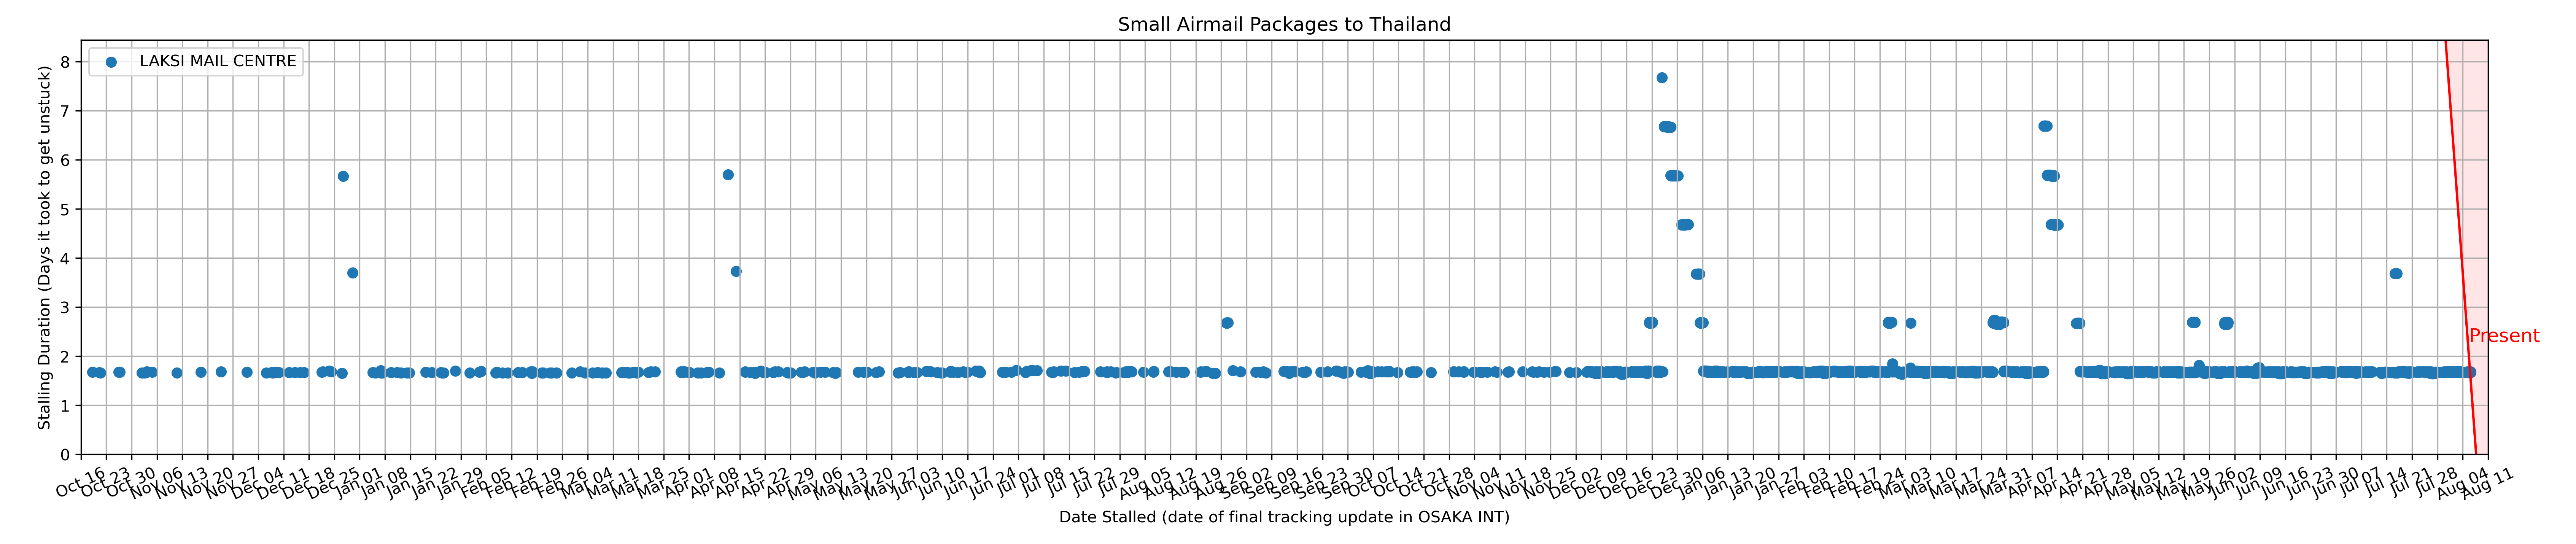 Small Airmail Packages to Thailand
LAKSI MAIL CENTRE
Stalling Duration (Days it took to get unstuck)
8
7
6
5
4
3
2
1
0
Present
Oct 16
Oct 23
Oct 30
Nov 06
Nov 13
Nov 20
Nov 27
Dec 04
Dec 11
Dec 18
Dec 25
Jan 01
Jan 08
Jan 15
Jan 22
Jan 29
Feb 05
Feb 12
Feb 19
Feb 26
Mar 04
Mar 11
Mar 18
Mar 25
Apr 01
Apr 08
Apr 15
Apr 22
Apr 29
May 06
May 13
May 20
May 27
Jun 03
Jun 10
Jun 17
Jun 24
Jul 01
Jul 08
Jul 15
Jul 22
Jul 29
Aug 05
Aug 12
Aug 19
Aug 26
Sep 02
Sep 09
Sep 16
Sep 23
Sep 30
Oct 07
Oct 14
Oct 21
Oct 28
Nov 04
Nov 11
Nov 18
Nov 25
Dec 02
Dec 09
Dec 16
Dec 23
Dec 30
Jan 06
Jan 13
Jan 20
Jan 27
Feb 03
Feb 10
Feb 17
Feb 24
Mar 03
Mar 10
Mar 17
Mar 24
Mar 31
Apr 07
Apr 14
Apr 21
Apr 28
May 05
May 12
May 19
May 26
Jun 02
Jun 09
Jun 16
Jun 23
Jun 30
Jul 07
Jul 14
Jul 21
Jul 28
Aug 04
Aug 11
Date Stalled (date of final tracking update in OSAKA INT)